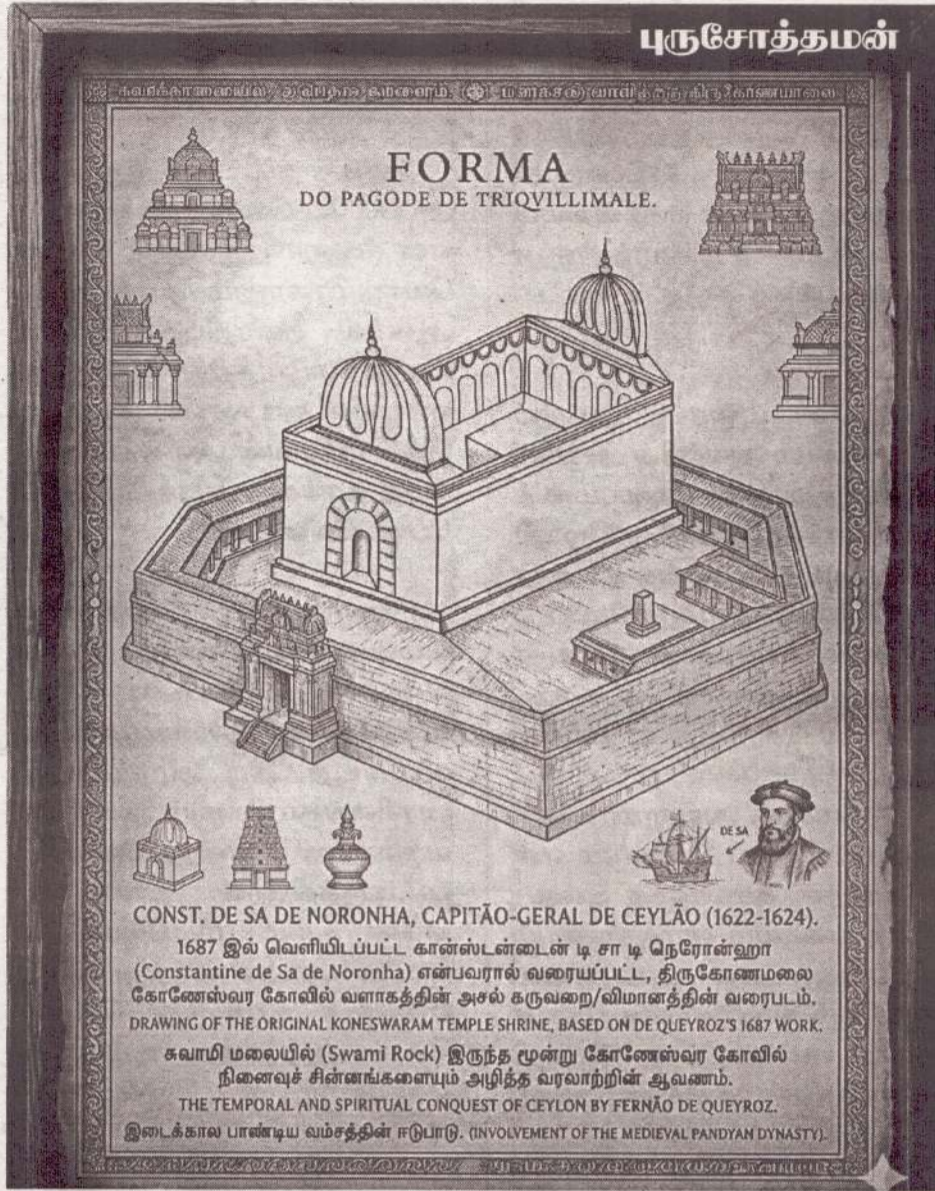 புருசோத்தமன்
FORMA
DO PAGODE DE TRIQVILLIMALE.
DE SA
CONST. DE SA DE NORONHA, CAPITÃO-GERAL DE CEYLÃO (1622-1624).
1687 இல் வெளியிடப்பட்ட கான்ஸ்டன்டைன் டி சா டி நெரோன்ஹா
(Constantine de Sa de Noronha) என்பவரால் வரையப்பட்ட, திருகோணமலை
கோணேஸ்வர கோவில் வளாகத்தின் அசல் கருவறை/விமானத்தின் வரைபடம்.
DRAWING OF THE ORIGINAL KONESWARAM TEMPLE SHRINE, BASED ON DE QUEYROZ'S 1687 WORK.
சுவாமி மலையில் (Swami Rock) இருந்த மூன்று கோணேஸ்வர கோவில்
நினைவுச் சின்னங்களையும் அழித்த வரலாற்றின் ஆவணம்.
THE TEMPORAL AND SPIRITUAL CONQUEST OF CEYLON BY FERNÃO DE QUEYROZ.
இடைக்கால பாண்டிய வம்சத்தின் ஈடுபாடு. (INVOLVEMENT OF THE MEDIEVAL PANDYAN DYNASTY).